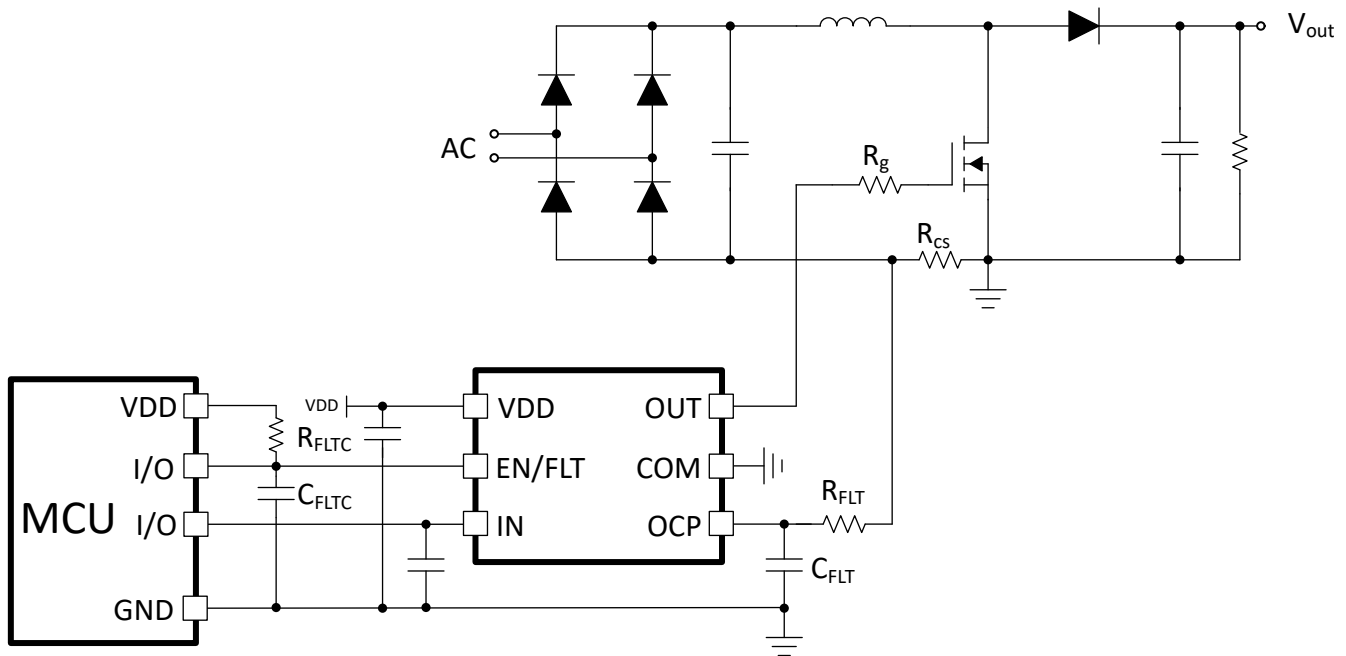 Vout
AC
Rg
Rcs
VDD
VDD
VDD
OUT
RFLTC
I/O
EN/FLT
COM
CFLTC
RFLT
MCU
I/O
IN
OCP
CFLT
GND